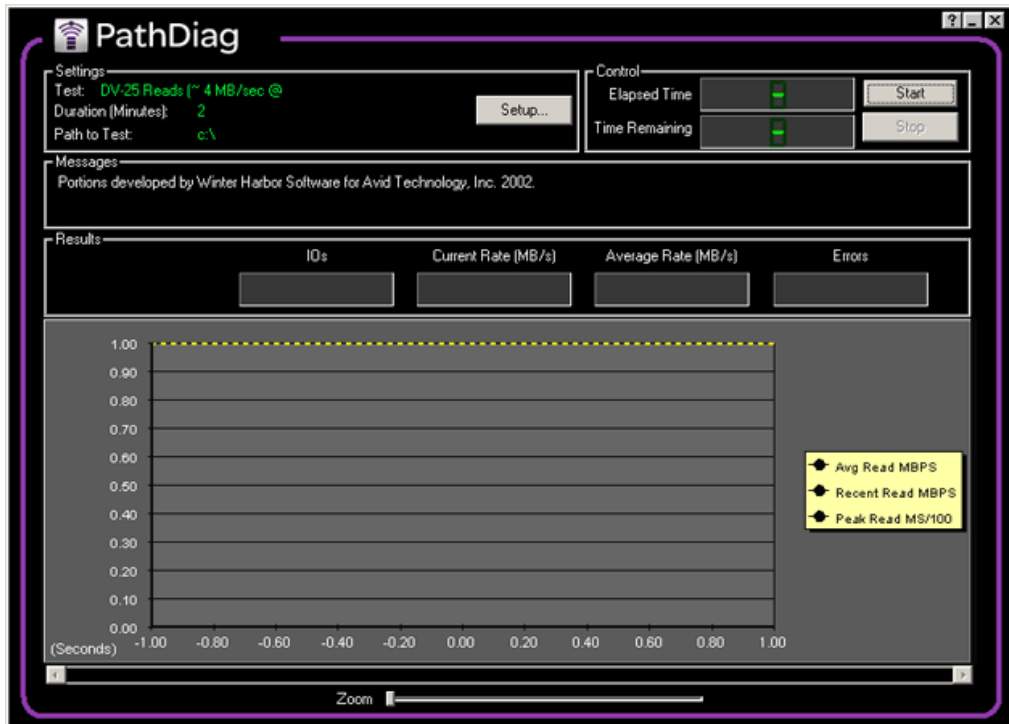 PathDiag
Settings
Test: DV-25 Reads (~ 4 MB/sec @
Duration (Minutes): 2
Path to Test: c:\
Setup...
Control
Elapsed Time
Start
Time Remaining
Stop
Messages
Portions developed by Winter Harbor Software for Avid Technology, Inc. 2002.
Results
IOs Current Rate (MB/s) Average Rate (MB/s) Errors
1.00
0.90
0.80
0.70
0.60
0.50
0.40
0.30
0.20
0.10
0.00
Avg Read MBPS
Recent Read MBPS
Peak Read MS/100
(Seconds) -1.00 -0.80 -0.60 -0.40 -0.20 0.00 0.20 0.40 0.60 0.80 1.00
Zoom